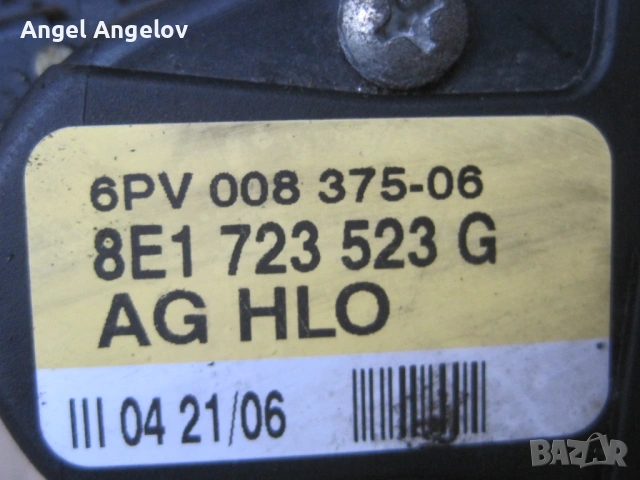 Angel Angelov
6PV 008 375-06
8E1 723 523 G
AG HLO
III 04 21/06
BAZAR